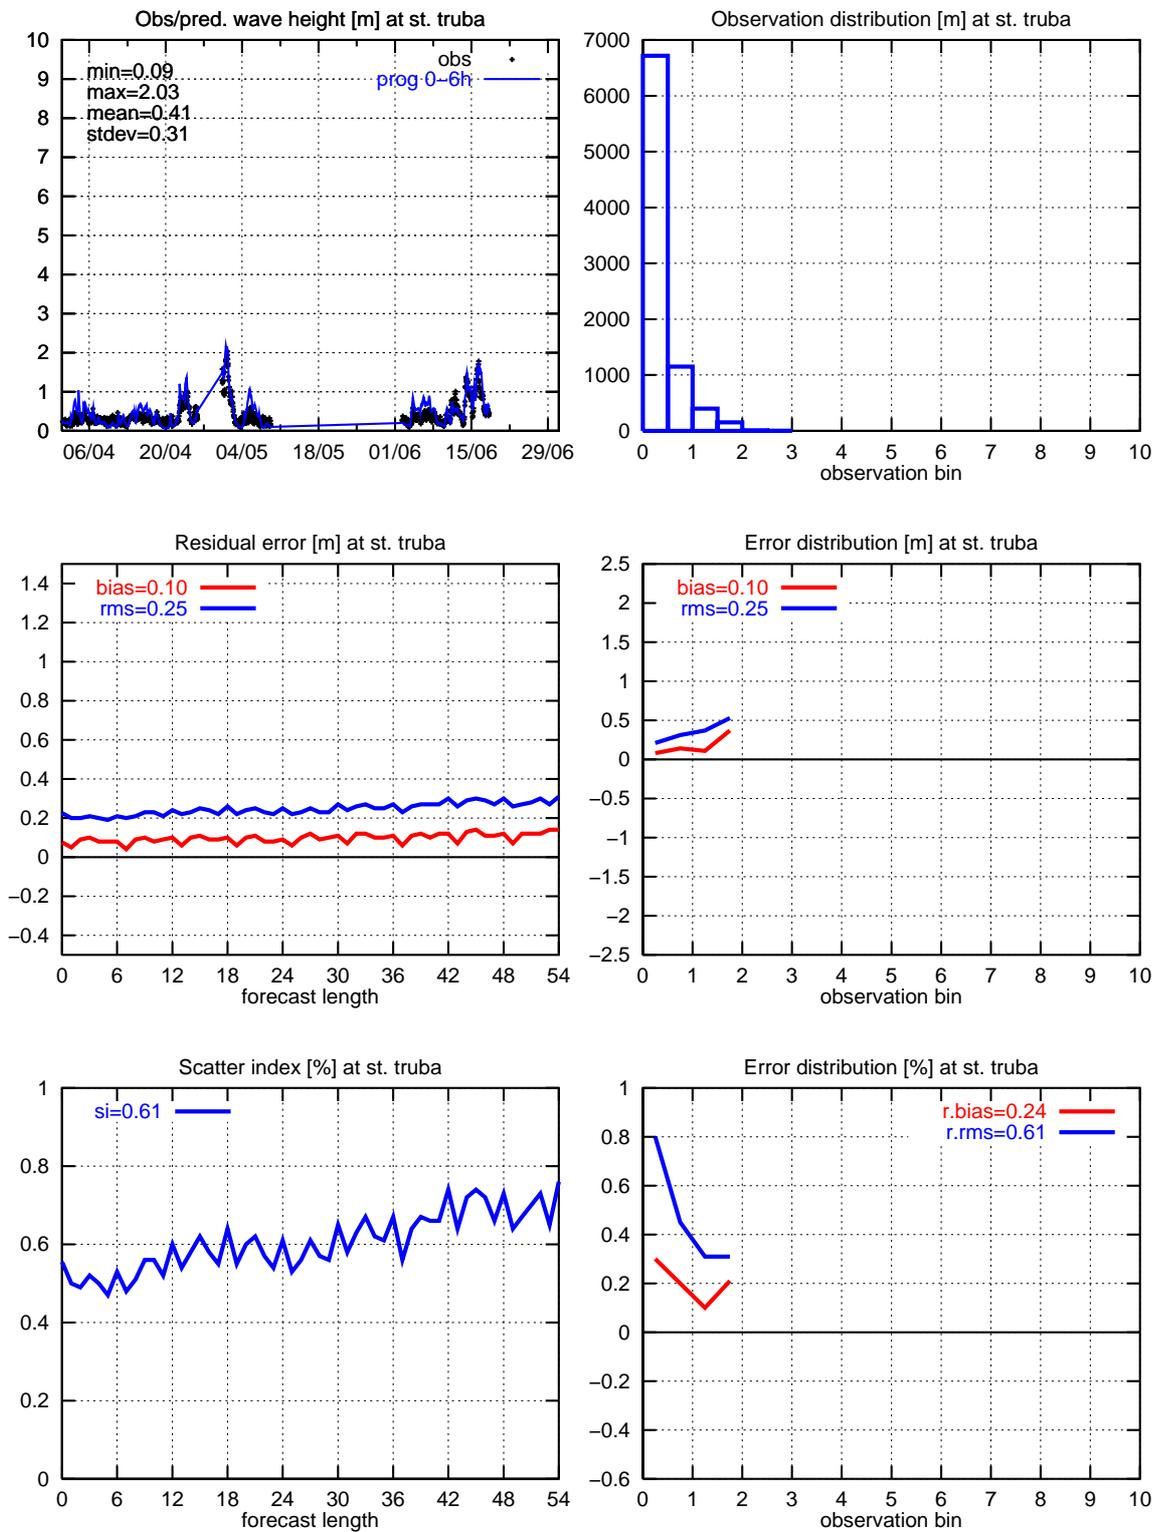 Obs/pred. wave height [m] at st. truba
10
9
8
7
6
5
4
3
2
1
0
min=0.09
max=2.03
mean=0.41
stdev=0.31
obs
prog 0−6h
06/04 20/04 04/05 18/05 01/06 15/06 29/06
Observation distribution [m] at st. truba
7000
6000
5000
4000
3000
2000
1000
0
0 1 2 3 4 5 6 7 8 9 10
observation bin
Residual error [m] at st. truba
1.4
1.2
1
0.8
0.6
0.4
0.2
0
−0.2
−0.4
bias=0.10
rms=0.25
0 6 12 18 24 30 36 42 48 54
forecast length
Error distribution [m] at st. truba
2.5
2
1.5
1
0.5
0
−0.5
−1
−1.5
−2
−2.5
bias=0.10
rms=0.25
0 1 2 3 4 5 6 7 8 9 10
observation bin
Scatter index [%] at st. truba
1
0.8
0.6
0.4
0.2
0
si=0.61
0 6 12 18 24 30 36 42 48 54
forecast length
Error distribution [%] at st. truba
1
0.8
0.6
0.4
0.2
0
−0.2
−0.4
−0.6
r.bias=0.24
r.rms=0.61
0 1 2 3 4 5 6 7 8 9 10
observation bin